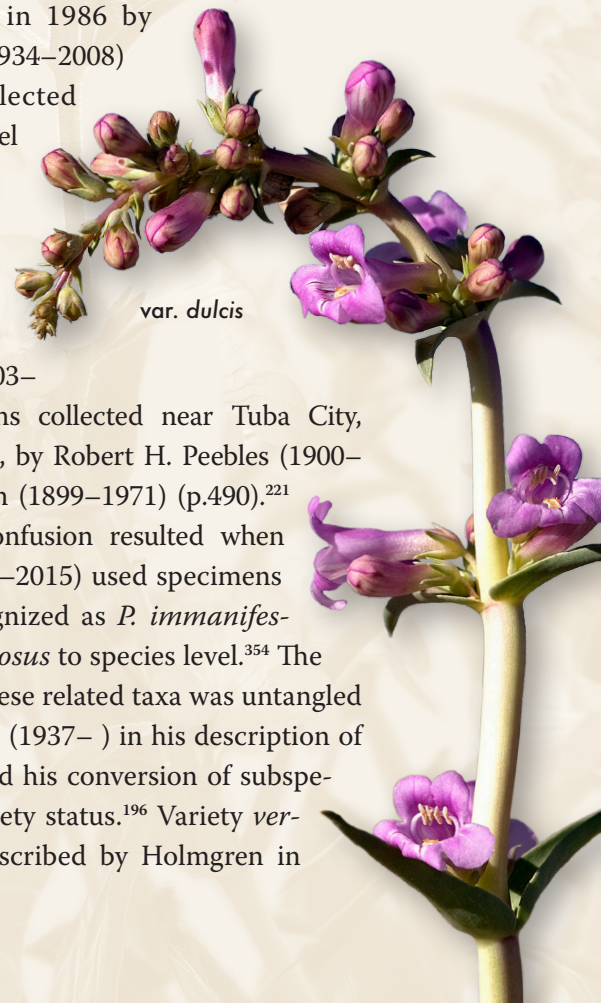 in 1986 by
934–2008)
lected
el
var. dulcis
03–
ns collected near Tuba City,
, by Robert H. Peebles (1900–
n (1899–1971) (p.490).²²¹
onfusion resulted when
–2015) used specimens
gnized as P. immanifes-
osus to species level.³⁵⁴ The
ese related taxa was untangled
(1937– ) in his description of
d his conversion of subspe-
ety status.¹⁹⁶ Variety ver-
scribed by Holmgren in